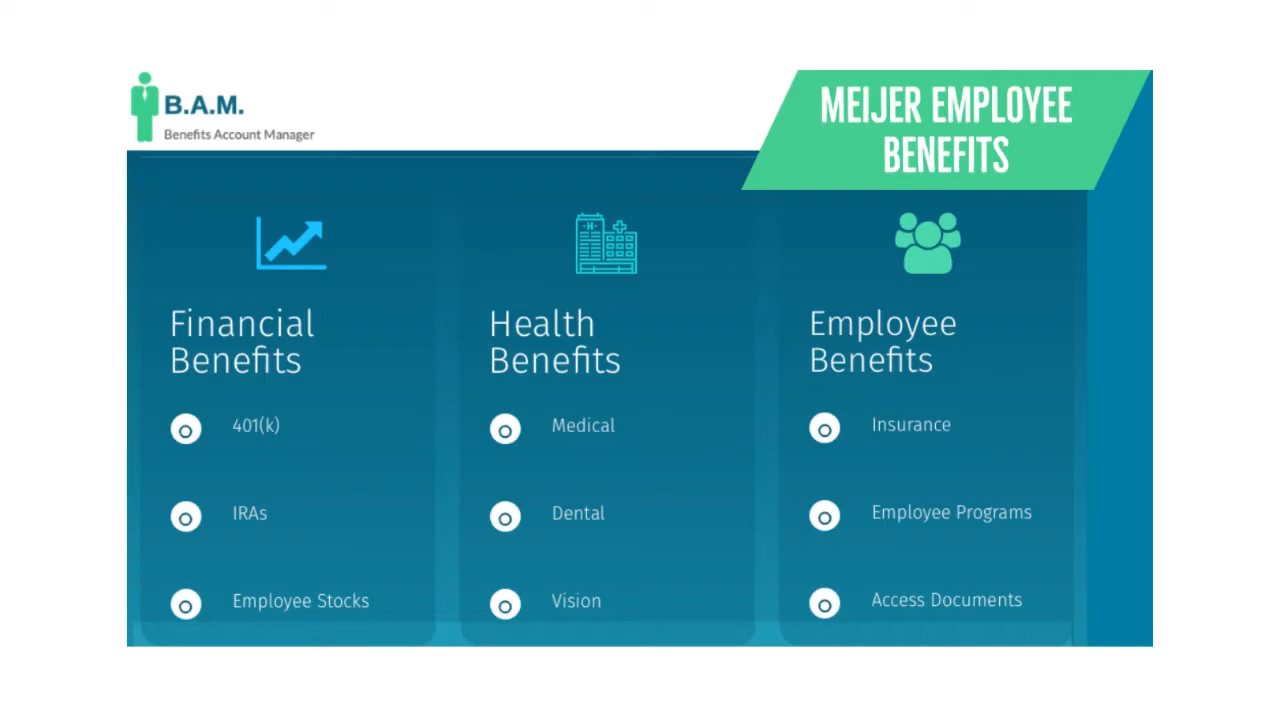 B.A.M.
Benefits Account Manager
MEIJER EMPLOYEE
BENEFITS
H
Financial
Benefits
401(k)
IRAs
Employee Stocks
Health
Benefits
Medical
Dental
Vision
Employee
Benefits
Insurance
Employee Programs
Access Documents